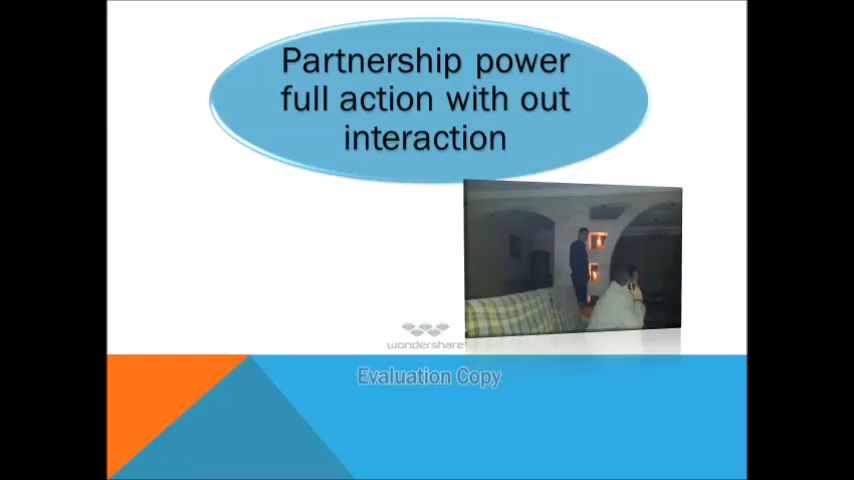 Partnership power
full action with out
interaction
wondershare
Evaluation Copy